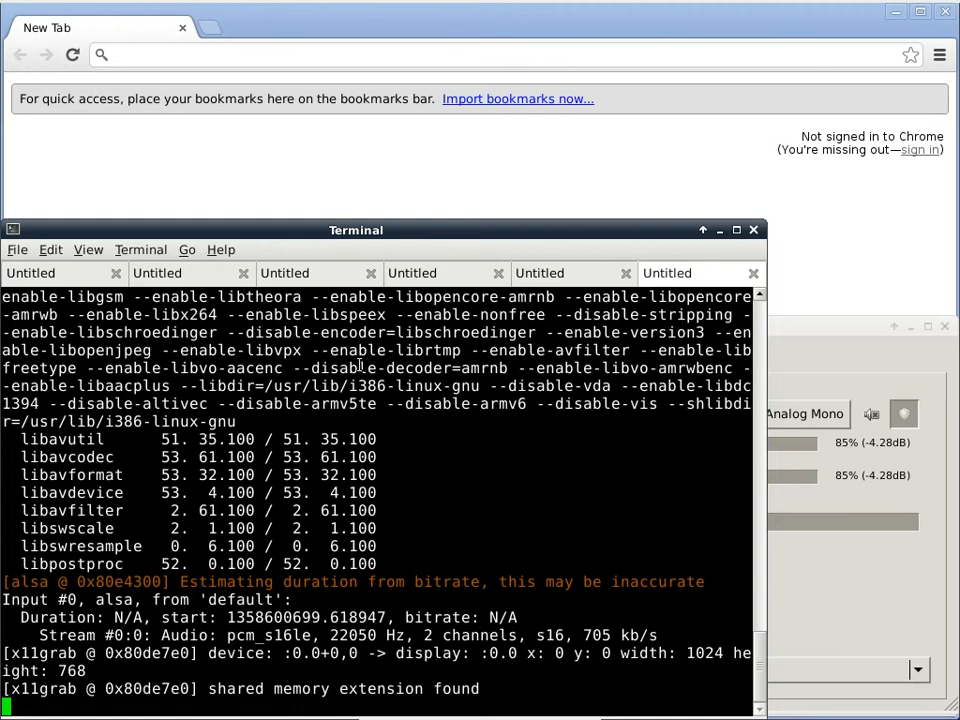 New Tab
For quick access, place your bookmarks here on the bookmarks bar. Import bookmarks now...
Not signed in to Chrome
(You're missing out—sign in)
Terminal
File Edit View Terminal Go Help
Untitled Untitled Untitled Untitled Untitled Untitled
enable-libgsm --enable-libtheora --enable-libopencore-amrnb --enable-libopencore
-amrwb --enable-libx264 --enable-libspeex --enable-nonfree --disable-stripping -
-enable-libschroedinger --disable-encoder=libschroedinger --enable-version3 --en
able-libopenjpeg --enable-libvpx --enable-librtmp --enable-avfilter --enable-lib
freetype --enable-libvo-aacenc --disable-decoder=amrnb --enable-libvo-amrwbenc -
-enable-libaacplus --libdir=/usr/lib/i386-linux-gnu --disable-vda --enable-libdc
1394 --disable-altivec --disable-armv5te --disable-armv6 --disable-vis --shlibdi
r=/usr/lib/i386-linux-gnu
libavutil 51. 35.100 / 51. 35.100
libavcodec 53. 61.100 / 53. 61.100
libavformat 53. 32.100 / 53. 32.100
libavdevice 53. 4.100 / 53. 4.100
libavfilter 2. 61.100 / 2. 61.100
libswscale 2. 1.100 / 2. 1.100
libswresample 0. 6.100 / 0. 6.100
libpostproc 52. 0.100 / 52. 0.100
[alsa @ 0x80e4300] Estimating duration from bitrate, this may be inaccurate
Input #0, alsa, from 'default':
Duration: N/A, start: 1358600699.618947, bitrate: N/A
Stream #0:0: Audio: pcm_s16le, 22050 Hz, 2 channels, s16, 705 kb/s
[x11grab @ 0x80de7e0] device: :0.0+0,0 -> display: :0.0 x: 0 y: 0 width: 1024 he
ight: 768
[x11grab @ 0x80de7e0] shared memory extension found
Analog Mono
85% (-4.28dB)
85% (-4.28dB)